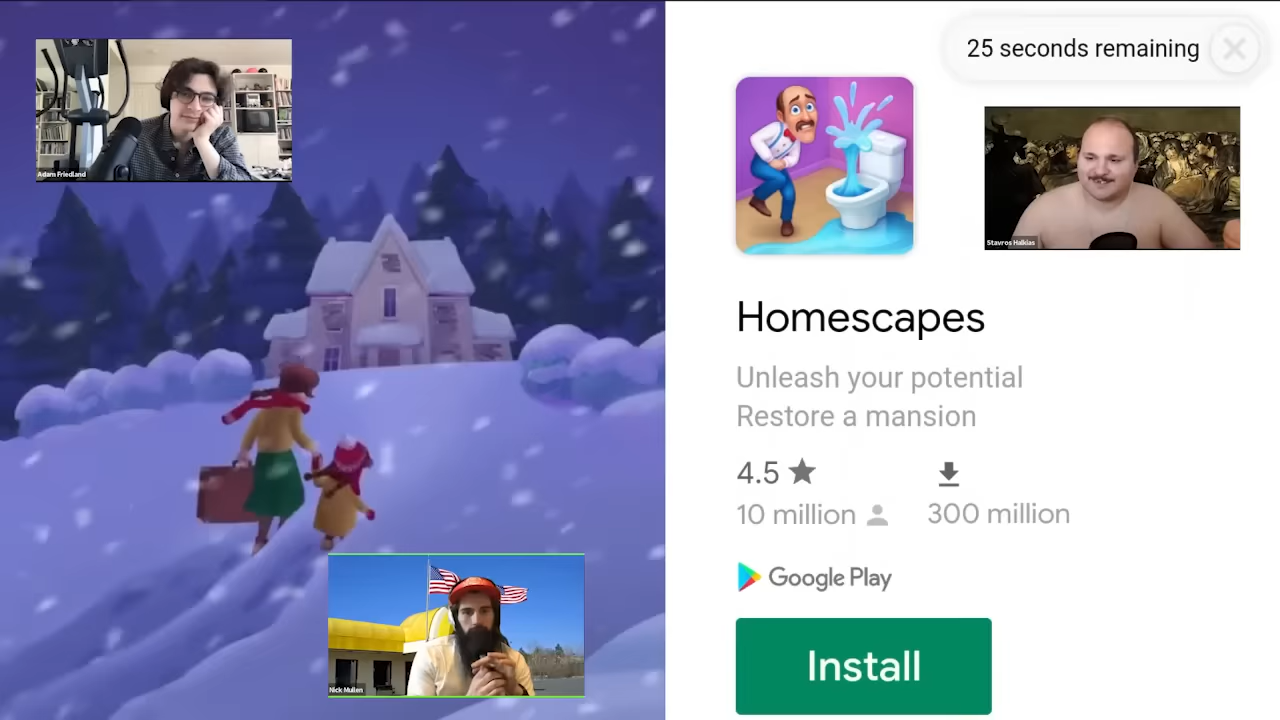 Adam Friedland
25 seconds remaining
Stavros Halkias
Homescapes
Unleash your potential
Restore a mansion
4.5
10 million
300 million
Google Play
Install
Nick Mullen